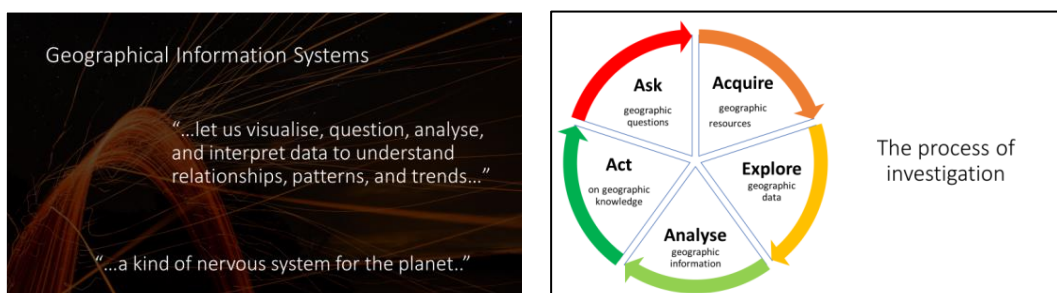 Geographical Information Systems
“…let us visualise, question, analyse,
and interpret data to understand
relationships, patterns, and trends…”
“…a kind of nervous system for the planet..”
Ask
geographic
questions
Acquire
geographic
resources
Explore
geographic
data
Analyse
geographic
information
Act
on geographic
knowledge
The process of
investigation